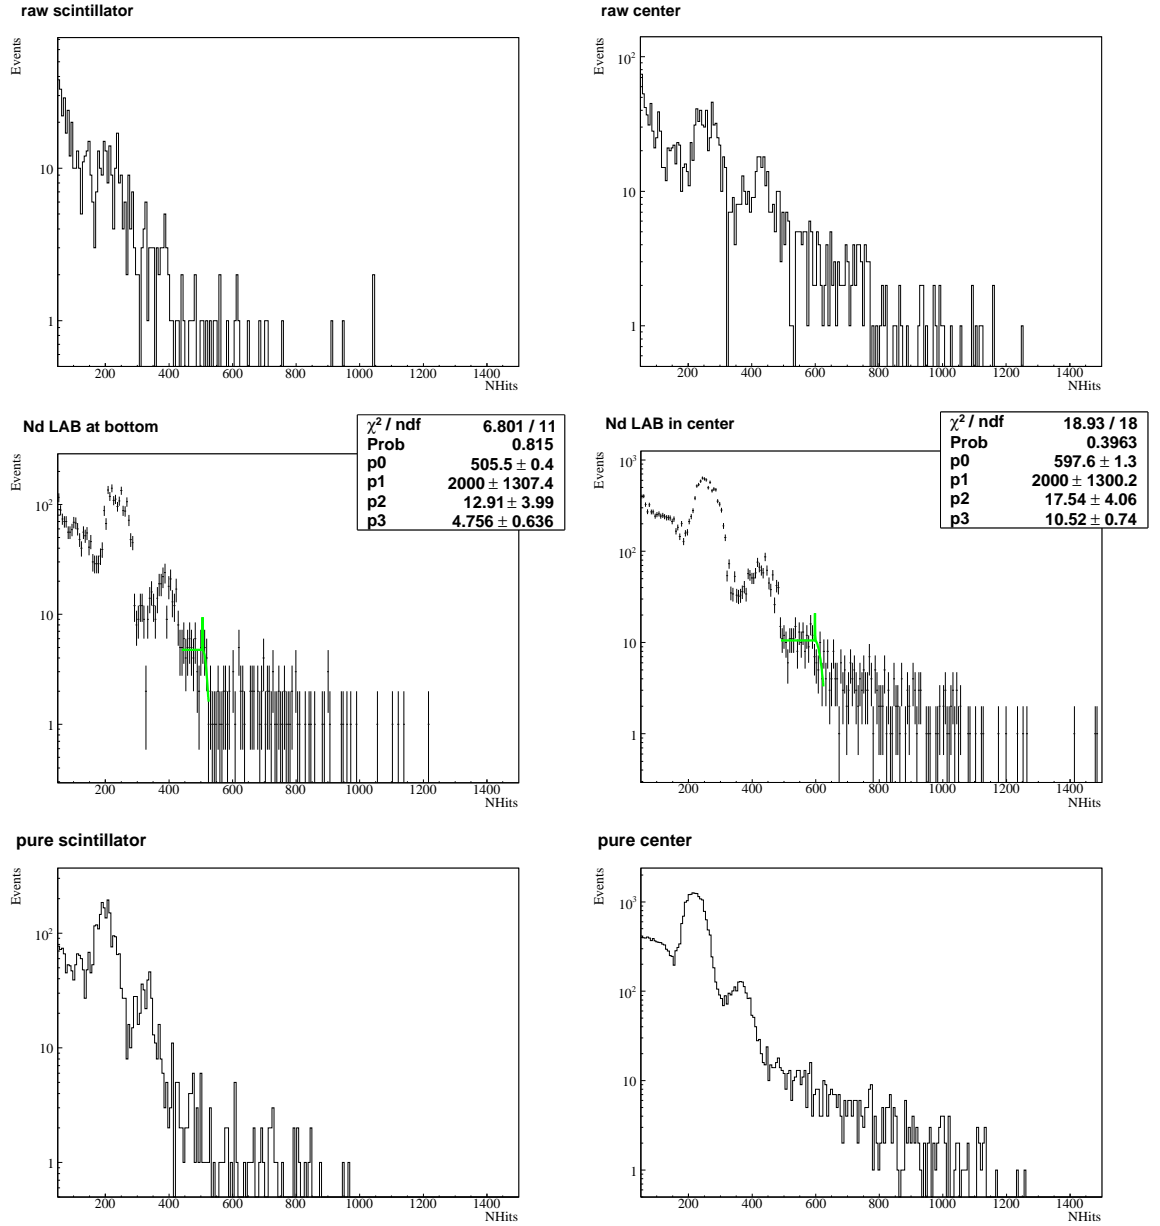 raw scintillator
Events
10
1
200 400 600 800 1000 1200 1400
NHits
raw center
Events
10²
10
1
200 400 600 800 1000 1200 1400
NHits
Nd LAB at bottom
χ² / ndf 6.801 / 11
Prob 0.815
p0 505.5 ± 0.4
p1 2000 ± 1307.4
p2 12.91 ± 3.99
p3 4.756 ± 0.636
Events
10²
10
1
200 400 600 800 1000 1200 1400
NHits
Nd LAB in center
χ² / ndf 18.93 / 18
Prob 0.3963
p0 597.6 ± 1.3
p1 2000 ± 1300.2
p2 17.54 ± 4.06
p3 10.52 ± 0.74
Events
10³
10²
10
1
200 400 600 800 1000 1200 1400
NHits
pure scintillator
Events
10²
10
1
200 400 600 800 1000 1200 1400
NHits
pure center
Events
10³
10²
10
1
200 400 600 800 1000 1200 1400
NHits